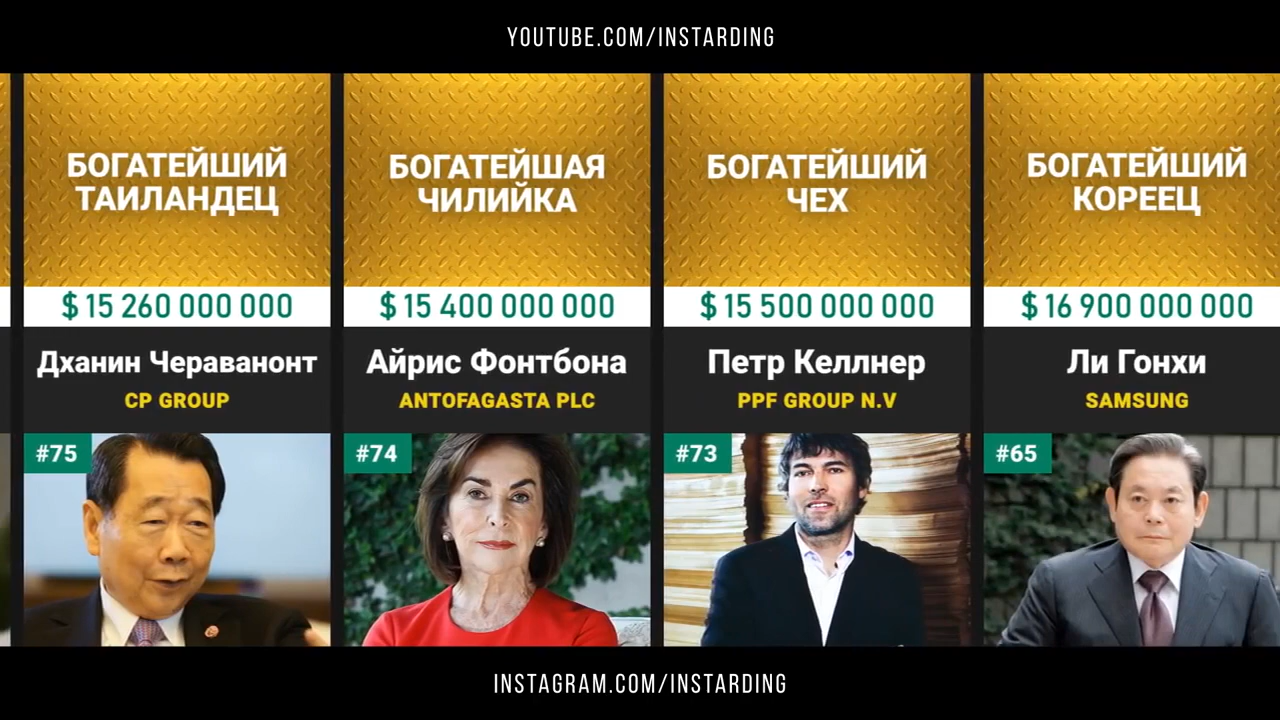 YOUTUBE.COM/INSTARDING
БОГАТЕЙШИЙ
ТАИЛАНДЕЦ
$ 15 260 000 000
Дханин Чераванонт
CP GROUP
#75
БОГАТЕЙШАЯ
ЧИЛИЙКА
$ 15 400 000 000
Айрис Фонтбона
ANTOFAGASTA PLC
#74
БОГАТЕЙШИЙ
ЧЕХ
$ 15 500 000 000
Петр Келлнер
PPF GROUP N.V
#73
БОГАТЕЙШИЙ
КОРЕЕЦ
$ 16 900 000 000
Ли Гонхи
SAMSUNG
#65
INSTAGRAM.COM/INSTARDING